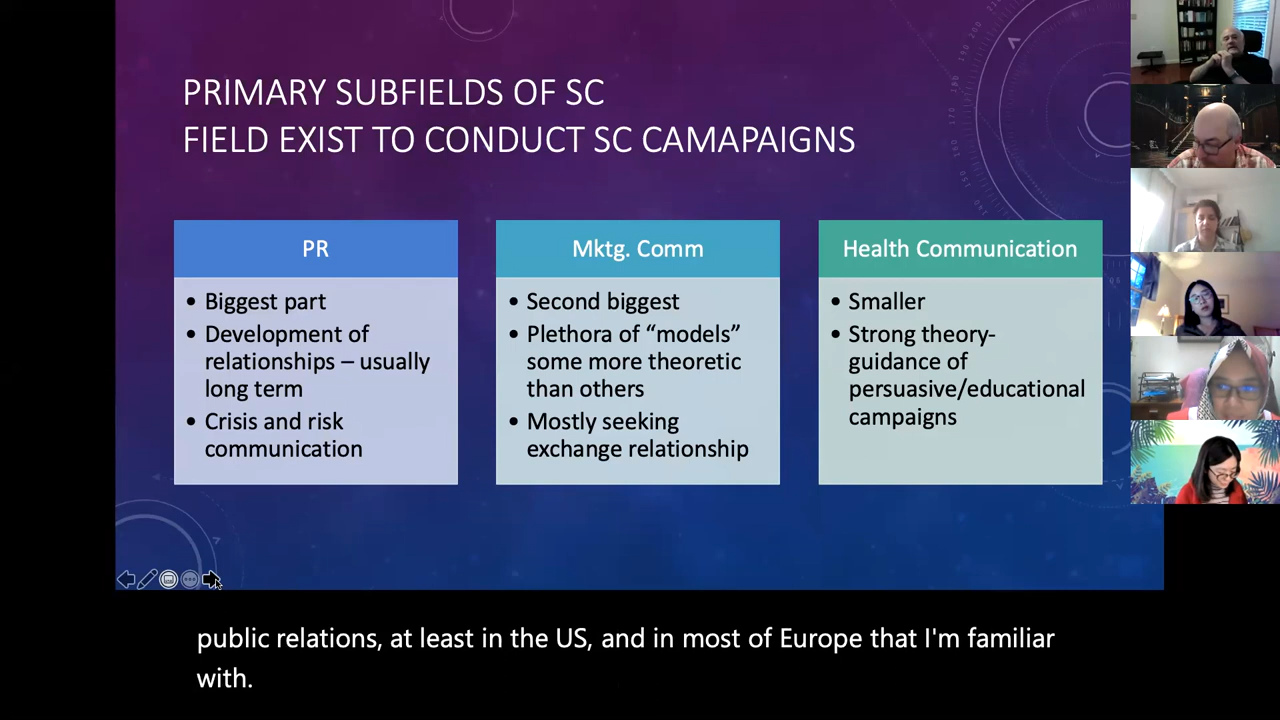 PRIMARY SUBFIELDS OF SC
FIELD EXIST TO CONDUCT SC CAMAPAIGNS
PR
• Biggest part
• Development of
relationships – usually
long term
• Crisis and risk
communication
Mktg. Comm
• Second biggest
• Plethora of “models”
some more theoretic
than others
• Mostly seeking
exchange relationship
Health Communication
• Smaller
• Strong theory-
guidance of
persuasive/educational
campaigns
public relations, at least in the US, and in most of Europe that I'm familiar
with.